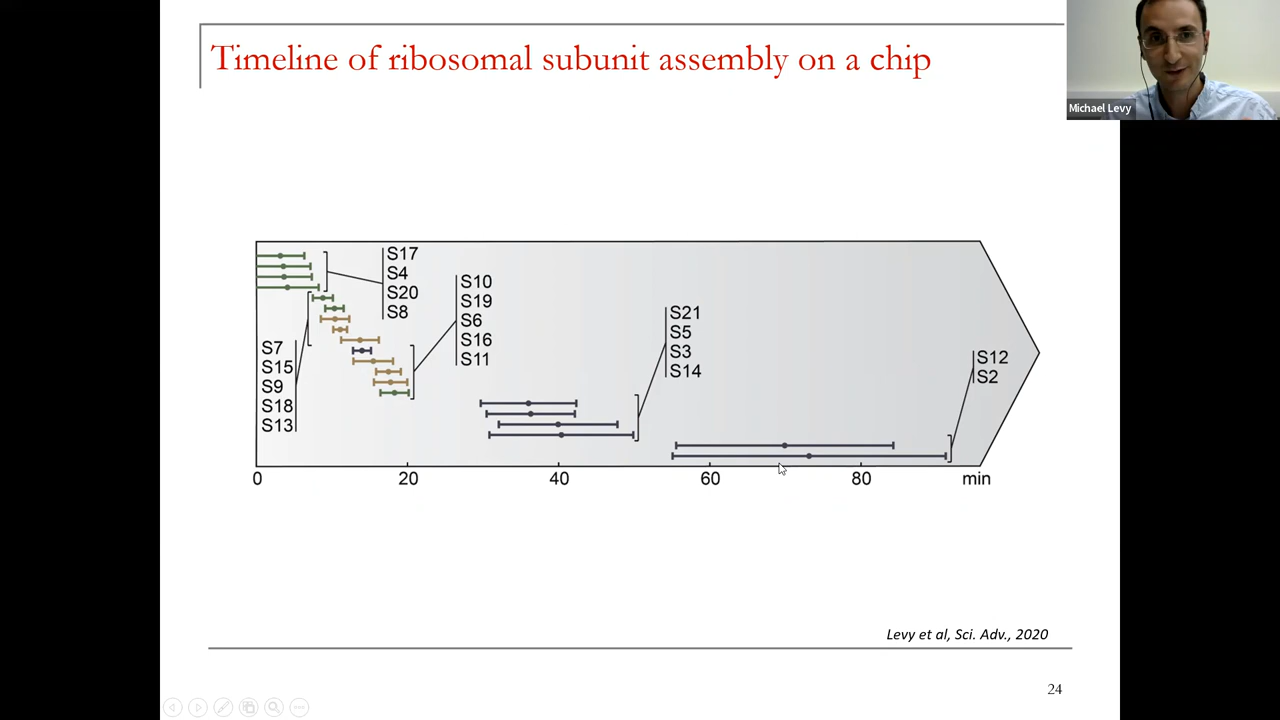 Timeline of ribosomal subunit assembly on a chip
Michael Levy
S17
S4
S20
S8
S10
S19
S6
S16
S11
S7
S15
S9
S18
S13
S21
S5
S3
S14
S12
S2
0 20 40 60 80 min
Levy et al, Sci. Adv., 2020
24